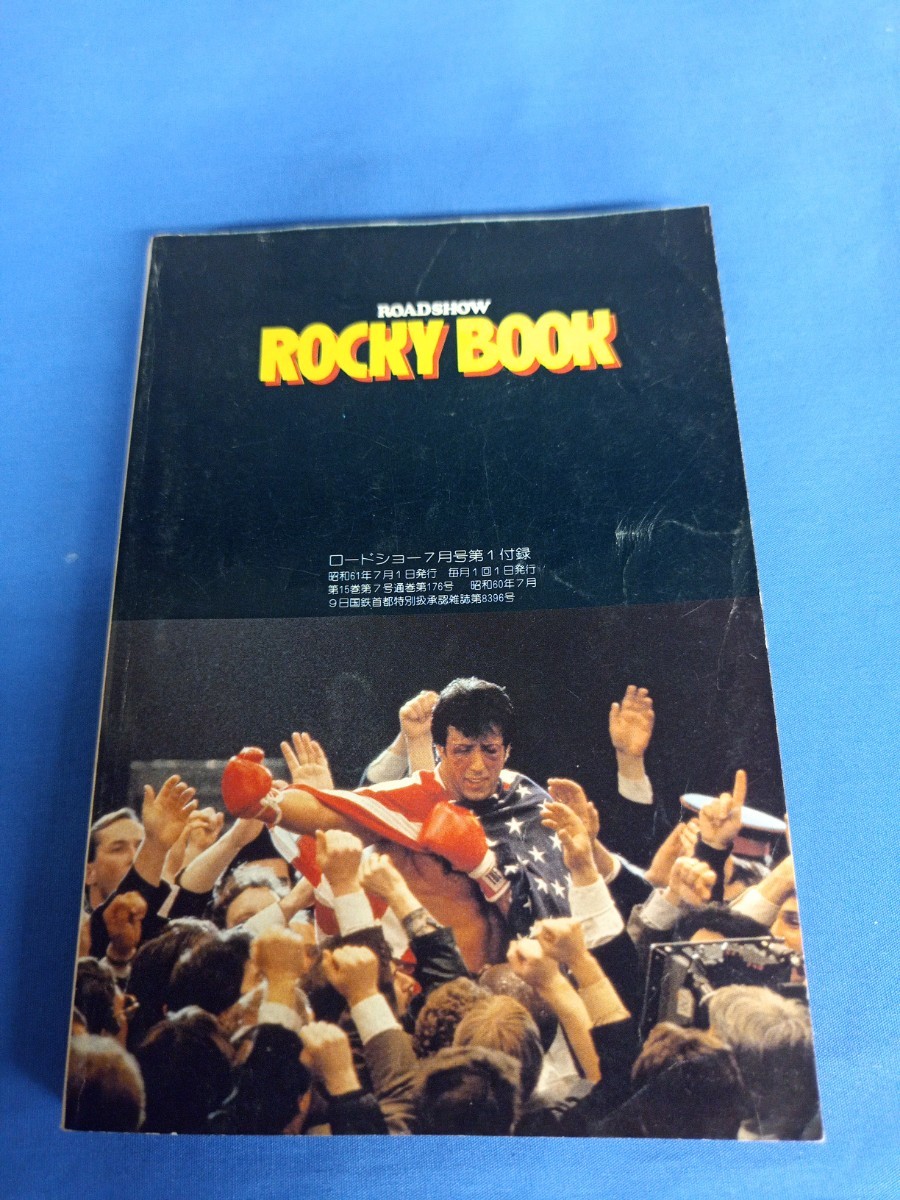 ROADSHOW
ROCKY BOOK
ロードショー7月号第1付録
昭和61年7月1日発行　毎月1回1日発行
第15巻第7号通巻第176号　昭和60年7月
9日国鉄首都特別扱承認雑誌第8396号